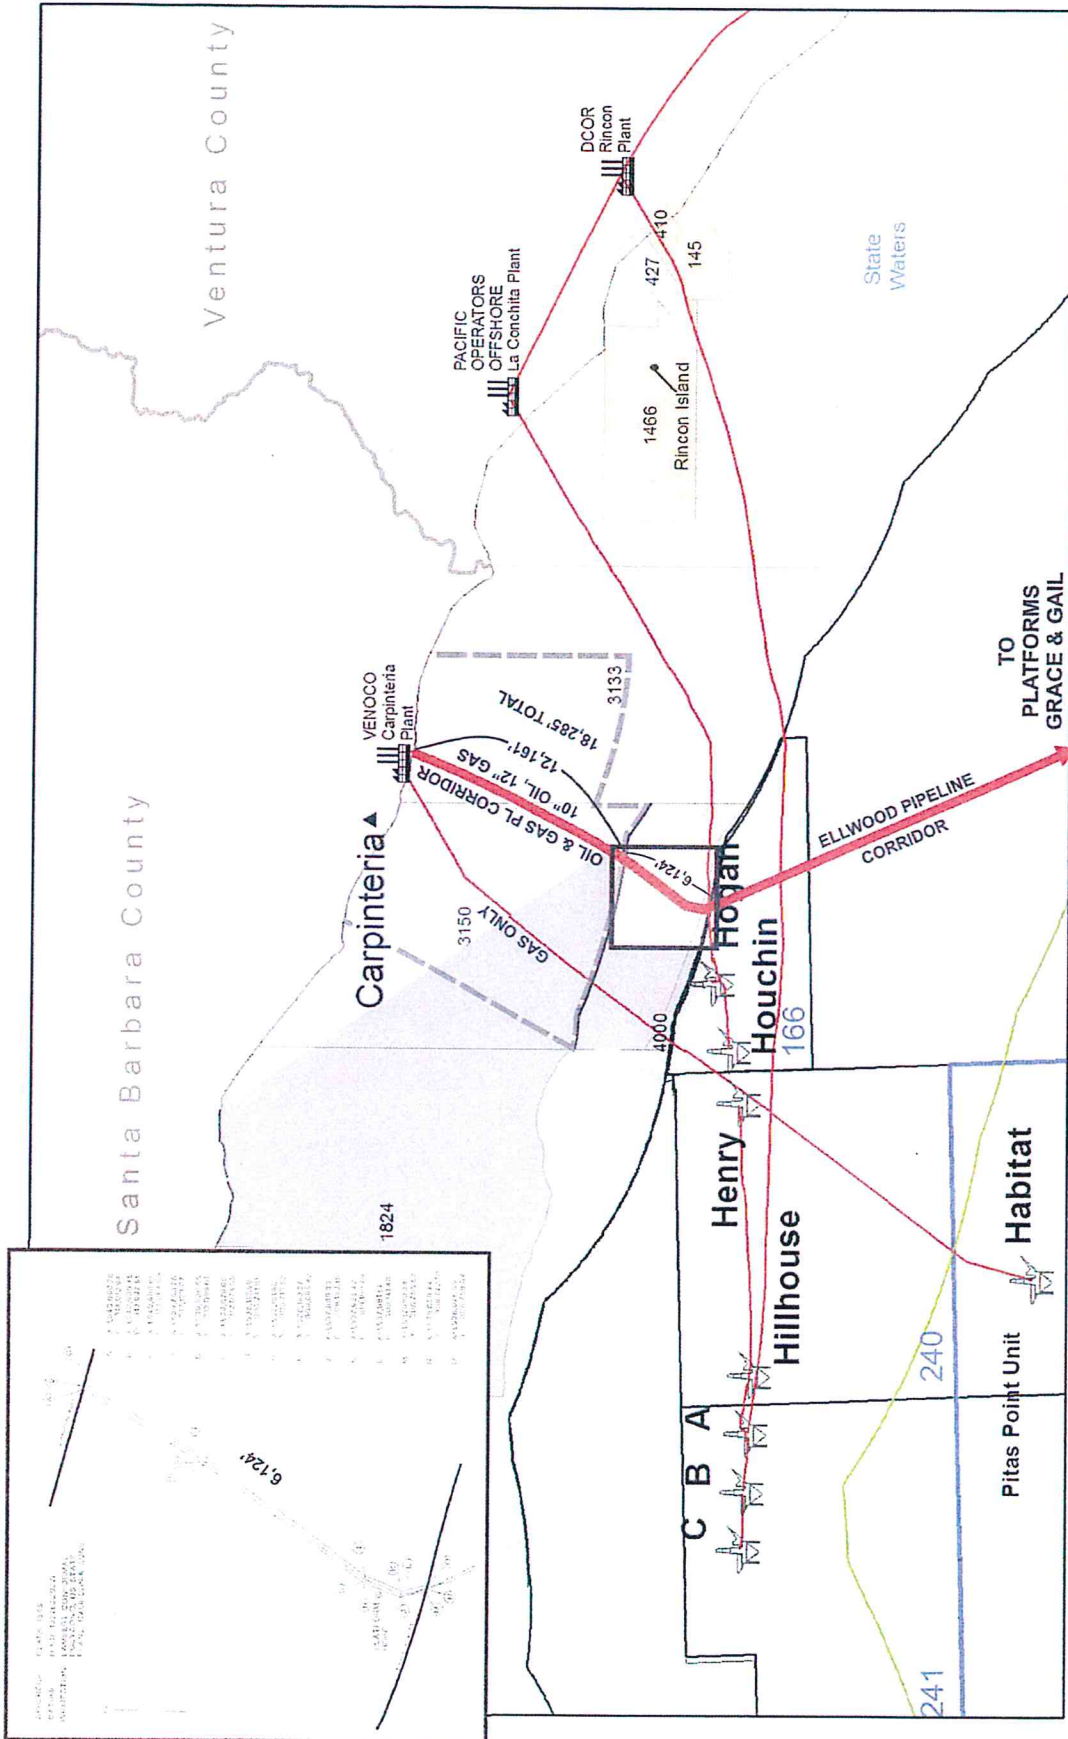 Santa Barbara County
Ventura County
DCOR
Rincon
Plant
PACIFIC
OPERATORS
OFFSHORE
La Conchita Plant
VENOCO
Carpinteria
Plant
Carpinteria
410
427
145
State
Waters
1466
Rincon Island
3133
18,285' TOTAL
12,161'
10" OIL, 12" GAS
OIL & GAS PL CORRIDOR
3150
GAS ONLY
6,124'
4000
1824
Hogan
Houchin
166
Henry
Hillhouse
A
B
C
Habitat
Pitas Point Unit
240
241
ELLWOOD PIPELINE
CORRIDOR
TO
PLATFORMS
GRACE & GAIL
6,124'